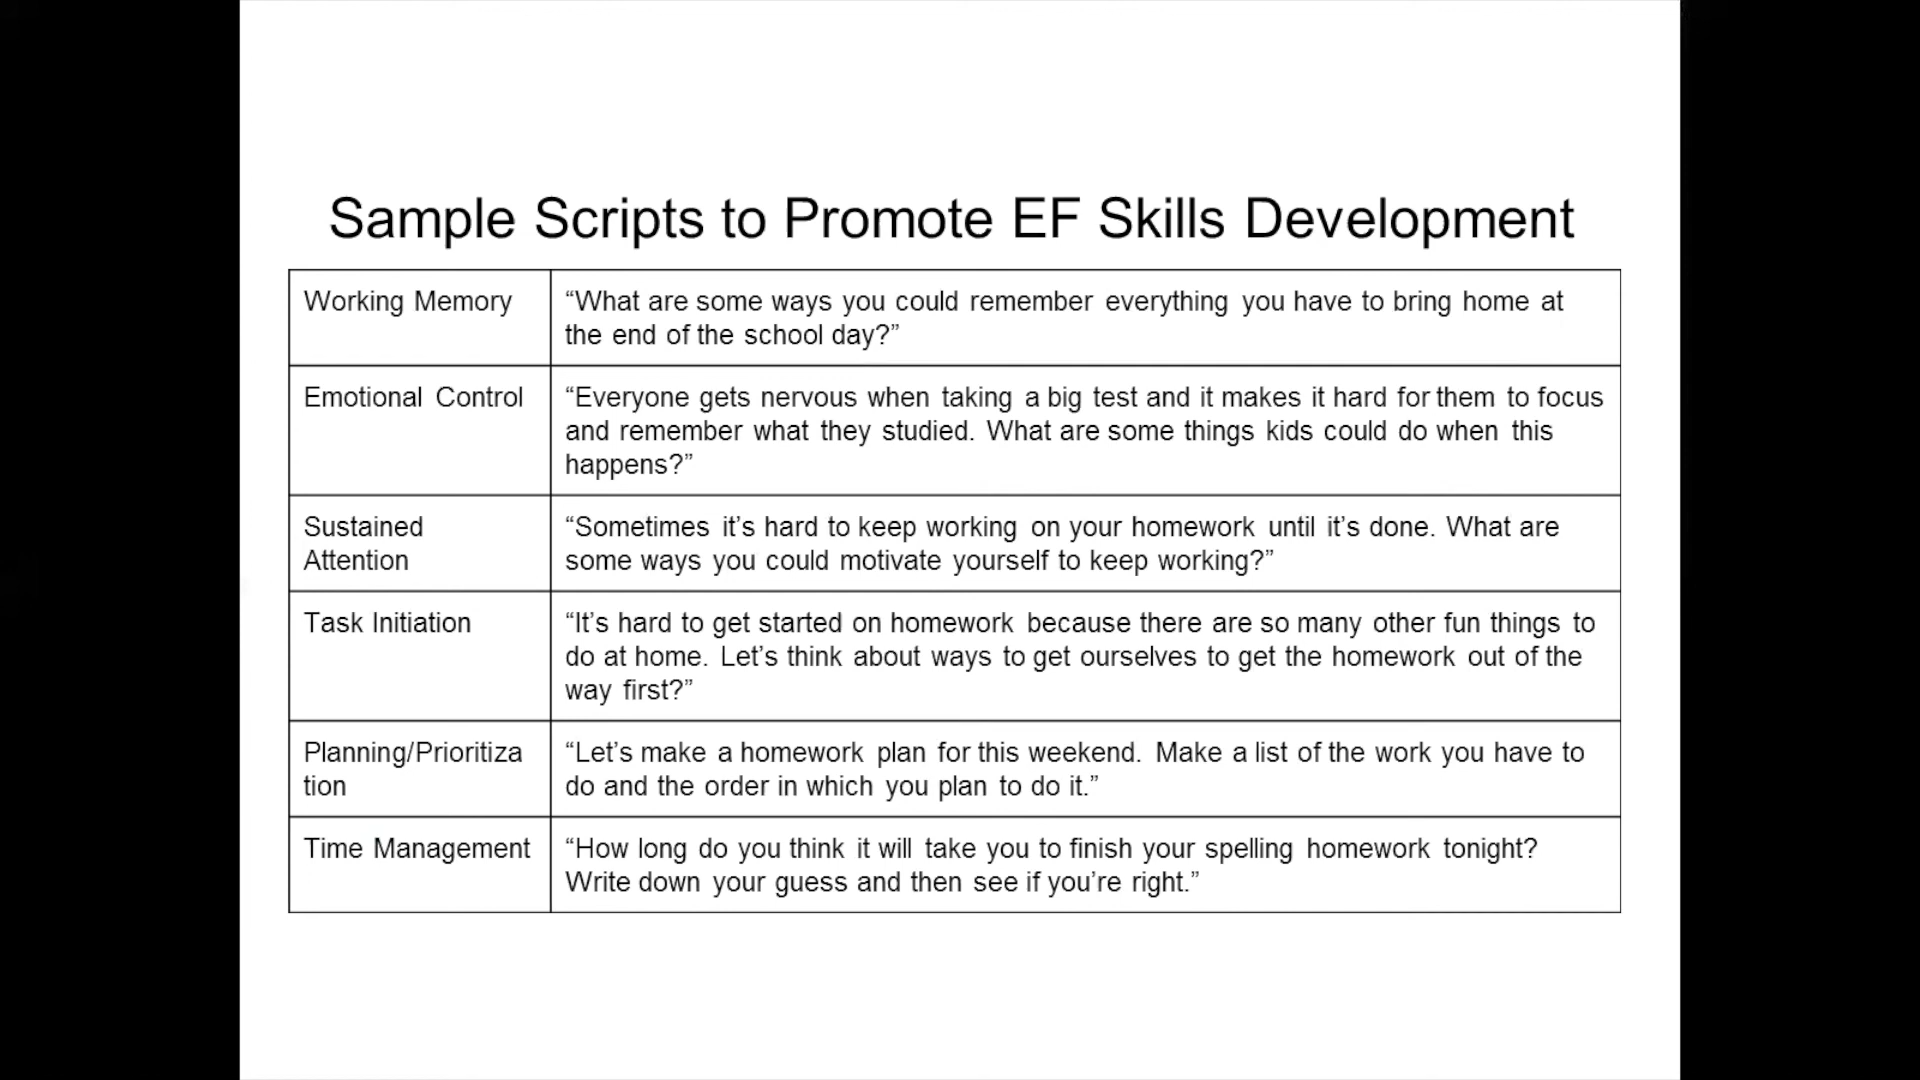 Sample Scripts to Promote EF Skills Development
Working Memory
“What are some ways you could remember everything you have to bring home at
the end of the school day?”
Emotional Control
“Everyone gets nervous when taking a big test and it makes it hard for them to focus
and remember what they studied. What are some things kids could do when this
happens?”
Sustained
Attention
“Sometimes it’s hard to keep working on your homework until it’s done. What are
some ways you could motivate yourself to keep working?”
Task Initiation
“It’s hard to get started on homework because there are so many other fun things to
do at home. Let’s think about ways to get ourselves to get the homework out of the
way first?”
Planning/Prioritiza
tion
“Let’s make a homework plan for this weekend. Make a list of the work you have to
do and the order in which you plan to do it.”
Time Management
“How long do you think it will take you to finish your spelling homework tonight?
Write down your guess and then see if you’re right.”